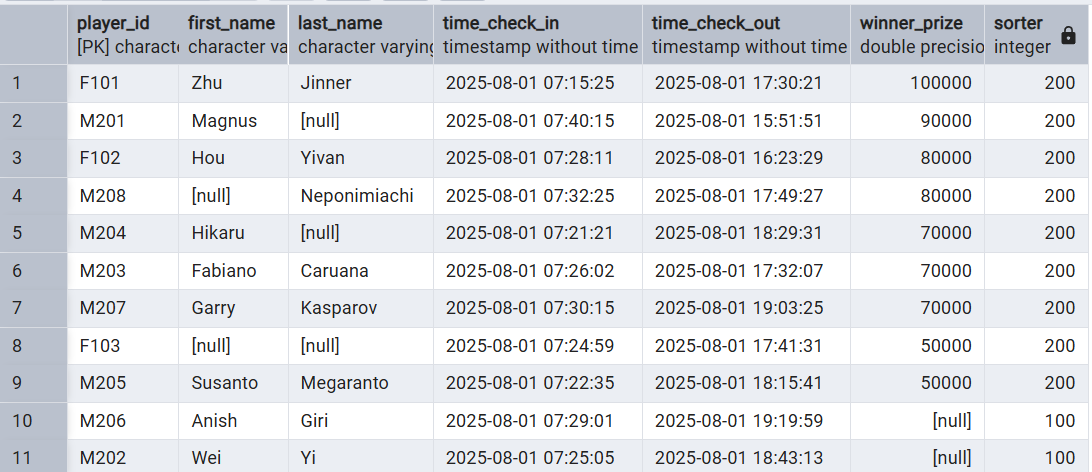 player_id first_name last_name time_check_in time_check_out winner_prize sorter
[PK] characte character va character varying timestamp without time timestamp without time double precisio integer
1 F101 Zhu Jinner 2025-08-01 07:15:25 2025-08-01 17:30:21 100000 200
2 M201 Magnus [null] 2025-08-01 07:40:15 2025-08-01 15:51:51 90000 200
3 F102 Hou Yivan 2025-08-01 07:28:11 2025-08-01 16:23:29 80000 200
4 M208 [null] Neponimiachi 2025-08-01 07:32:25 2025-08-01 17:49:27 80000 200
5 M204 Hikaru [null] 2025-08-01 07:21:21 2025-08-01 18:29:31 70000 200
6 M203 Fabiano Caruana 2025-08-01 07:26:02 2025-08-01 17:32:07 70000 200
7 M207 Garry Kasparov 2025-08-01 07:30:15 2025-08-01 19:03:25 70000 200
8 F103 [null] [null] 2025-08-01 07:24:59 2025-08-01 17:41:31 50000 200
9 M205 Susanto Megaranto 2025-08-01 07:22:35 2025-08-01 18:15:41 50000 200
10 M206 Anish Giri 2025-08-01 07:29:01 2025-08-01 19:19:59 [null] 100
11 M202 Wei Yi 2025-08-01 07:25:05 2025-08-01 18:43:13 [null] 100